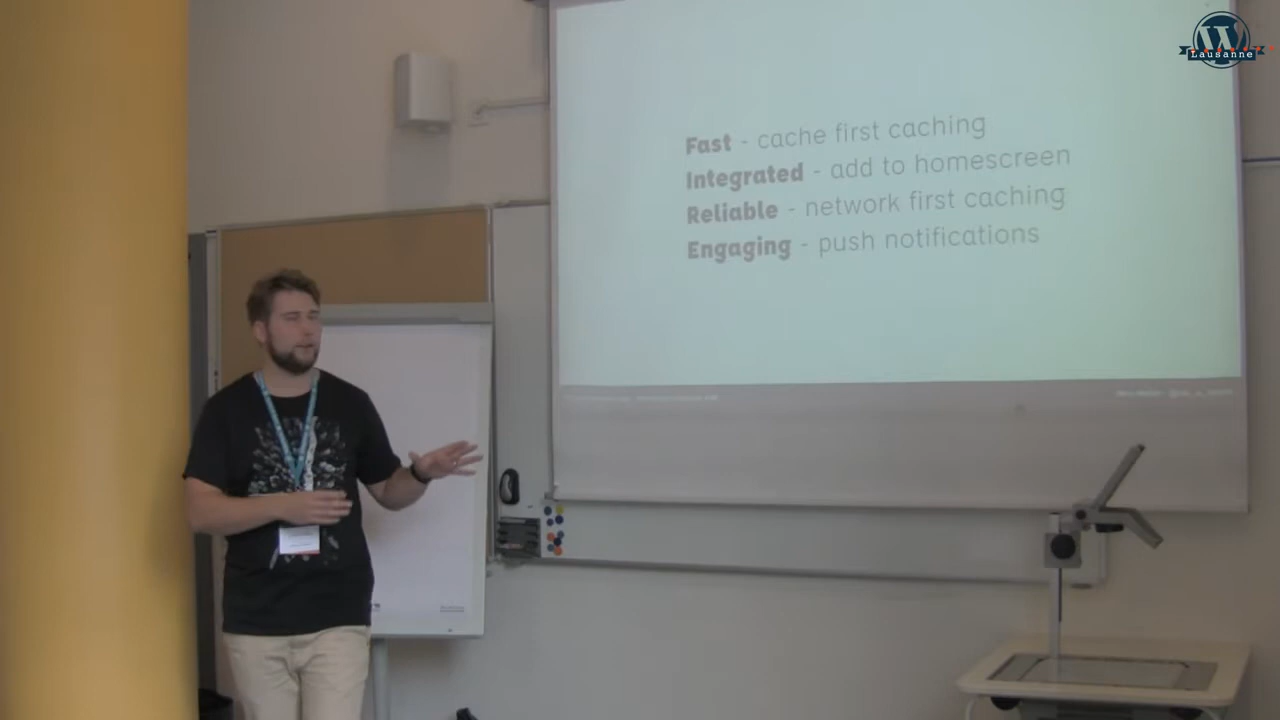 W
Lausanne
Fast - cache first caching
Integrated - add to homescreen
Reliable - network first caching
Engaging - push notifications